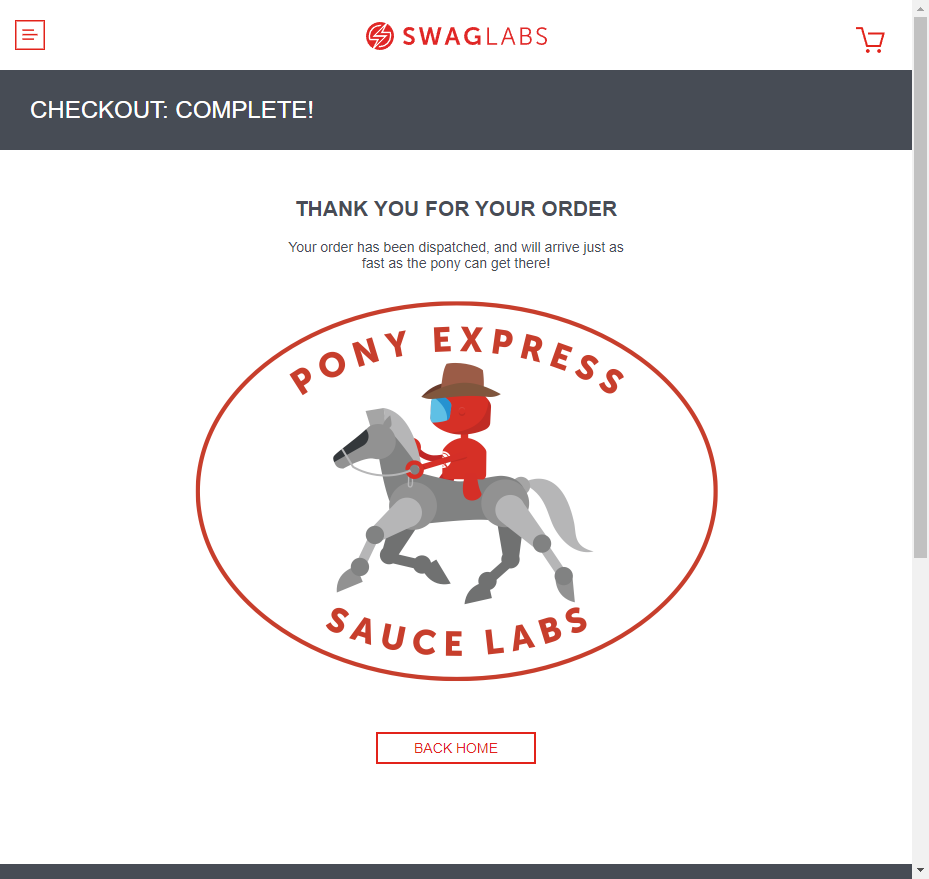 SWAGLABS
CHECKOUT: COMPLETE!
THANK YOU FOR YOUR ORDER
Your order has been dispatched, and will arrive just as
fast as the pony can get there!
PONY EXPRESS
SAUCE LABS
BACK HOME